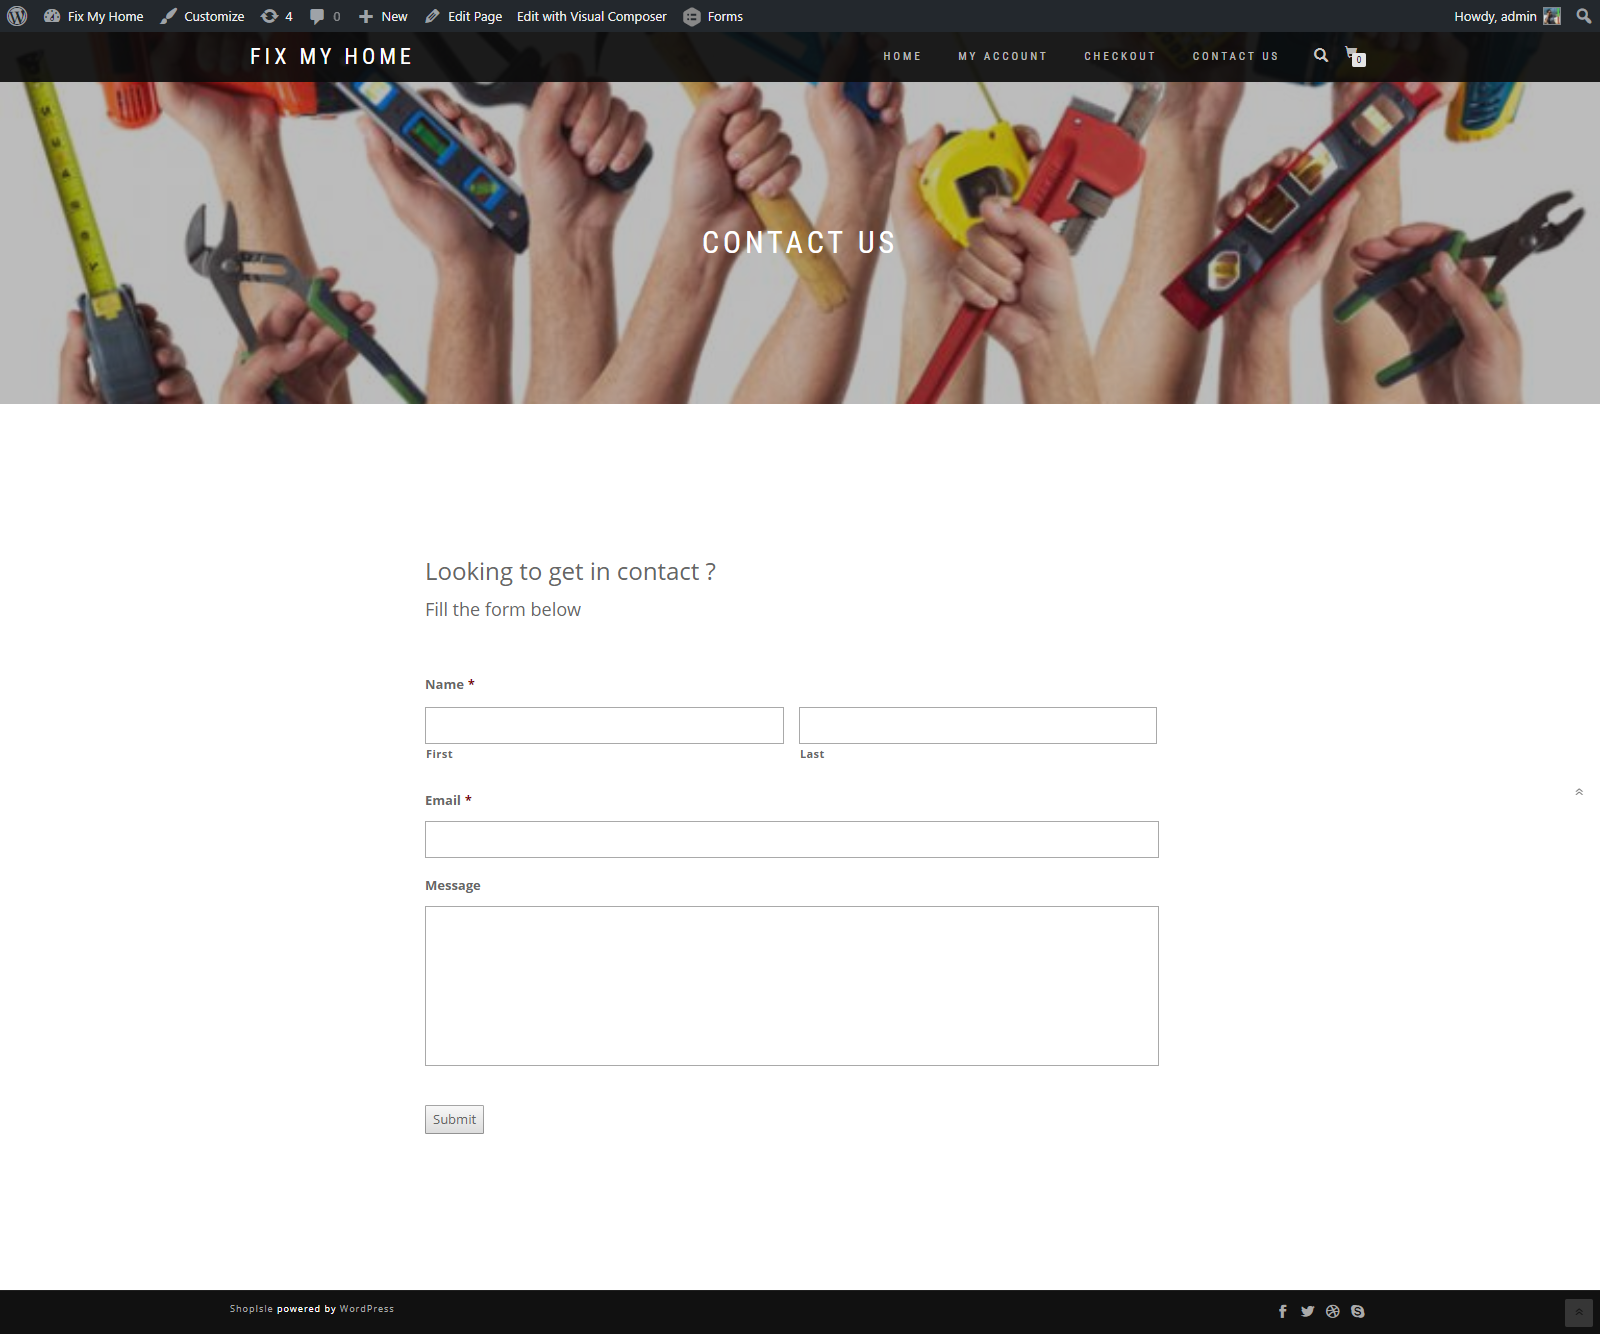 Fix My Home Customize 4 0 New Edit Page Edit with Visual Composer Forms Howdy, admin
FIX MY HOME HOME MY ACCOUNT CHECKOUT CONTACT US 0
CONTACT US
Looking to get in contact ?
Fill the form below
Name *
First Last
Email *
Message
Submit
ShopIsle powered by WordPress